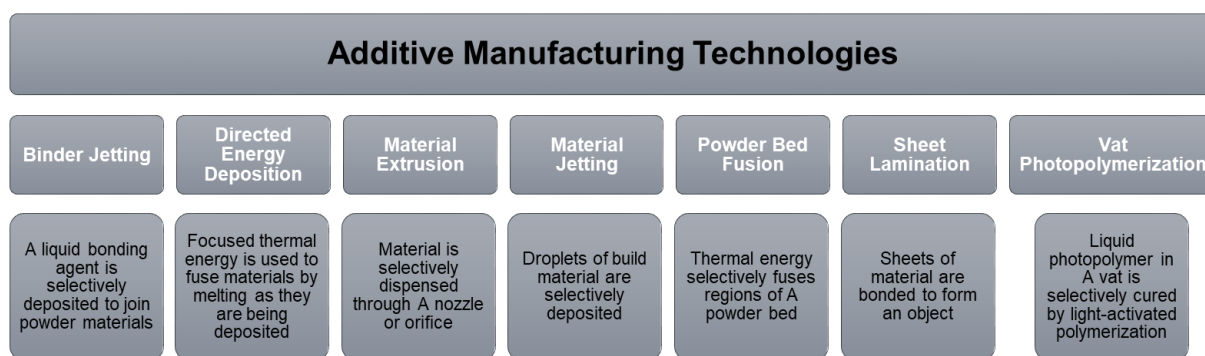 Additive Manufacturing Technologies
Binder Jetting
Directed
Energy
Deposition
Material
Extrusion
Material
Jetting
Powder Bed
Fusion
Sheet
Lamination
Vat
Photopolymerization
A liquid bonding
agent is
selectively
deposited to join
powder materials
Focused thermal
energy is used to
fuse materials by
melting as they
are being
deposited
Material is
selectively
dispensed
through A nozzle
or orifice
Droplets of build
material are
selectively
deposited
Thermal energy
selectively fuses
regions of A
powder bed
Sheets of
material are
bonded to form
an object
Liquid
photopolymer in
A vat is
selectively cured
by light-activated
polymerization